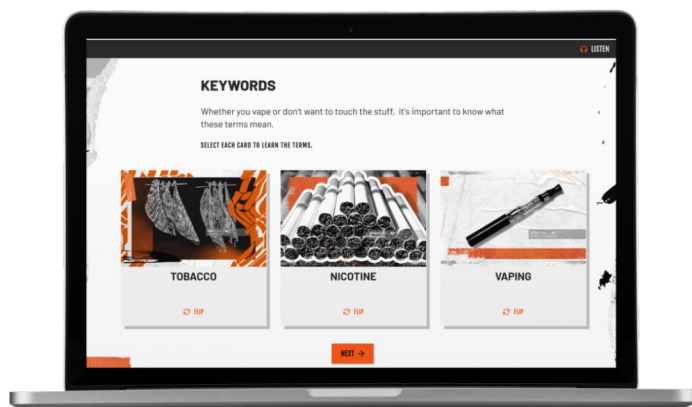 LISTEN
KEYWORDS
Whether you vape or don't want to touch the stuff, it's important to know what
these terms mean.
SELECT EACH CARD TO LEARN THE TERMS.
TOBACCO
NICOTINE
VAPING
FLIP
FLIP
FLIP
NEXT →